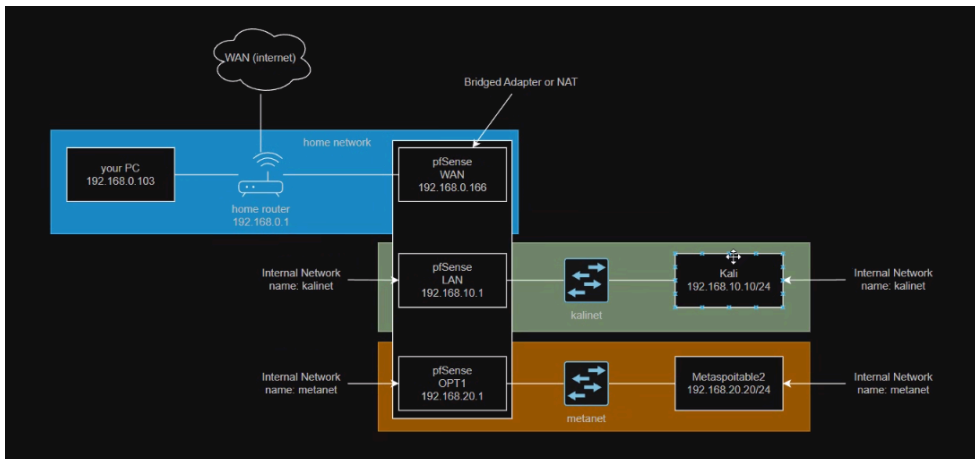 WAN (internet)
Bridged Adapter or NAT
home network
your PC
192.168.0.103
home router
192.168.0.1
pfSense
WAN
192.168.0.166
Internal Network
name: kalinet
pfSense
LAN
192.168.10.1
kalinet
Kali
192.168.10.10/24
Internal Network
name: kalinet
Internal Network
name: metanet
pfSense
OPT1
192.168.20.1
metanet
Metaspoitable2
192.168.20.20/24
Internal Network
name: metanet